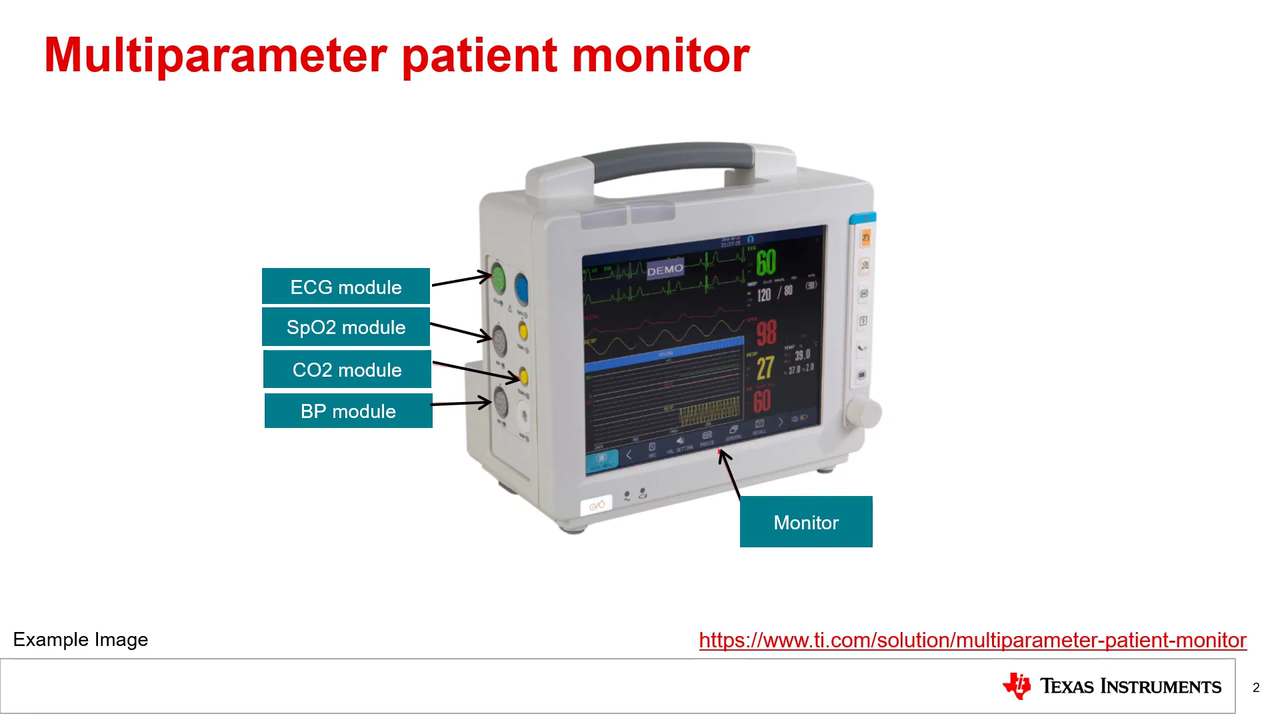 Multiparameter patient monitor
ECG module
SpO2 module
CO2 module
BP module
DEMO
60
120 / 80
(90)
98
27
39.0
60
Monitor
Example Image
https://www.ti.com/solution/multiparameter-patient-monitor
TEXAS INSTRUMENTS
2